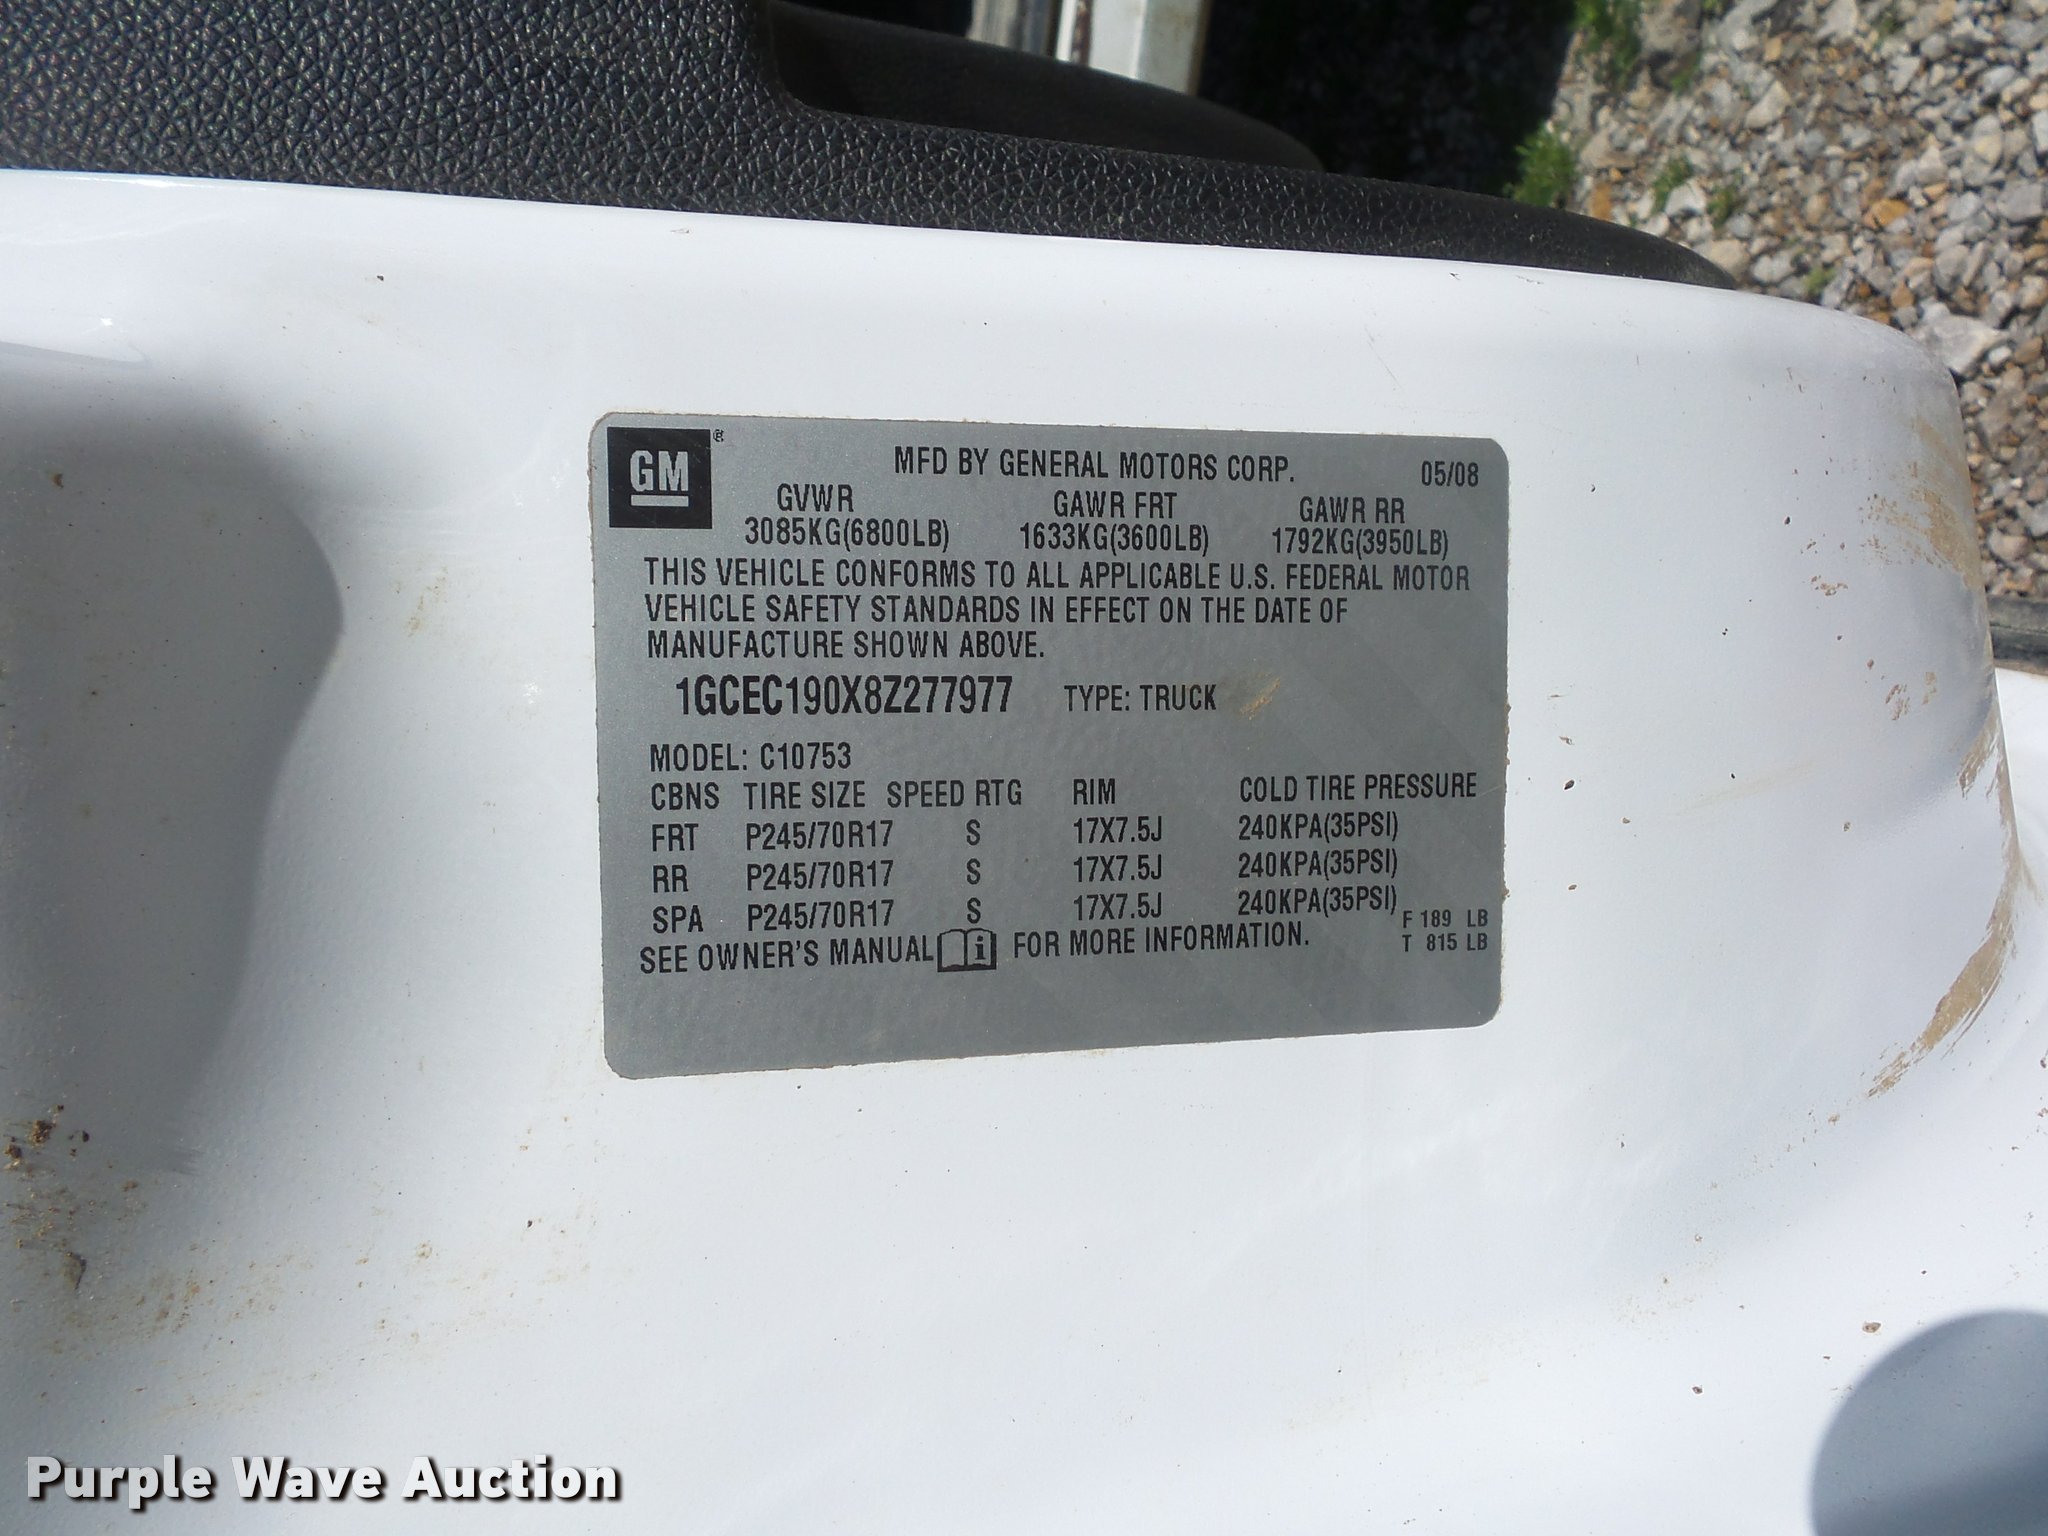 GM ®
MFD BY GENERAL MOTORS CORP. 05/08
GVWR GAWR FRT GAWR RR
3085KG(6800LB) 1633KG(3600LB) 1792KG(3950LB)
THIS VEHICLE CONFORMS TO ALL APPLICABLE U.S. FEDERAL MOTOR
VEHICLE SAFETY STANDARDS IN EFFECT ON THE DATE OF
MANUFACTURE SHOWN ABOVE.
1GCEC190X8Z277977 TYPE: TRUCK
MODEL: C10753
CBNS TIRE SIZE SPEED RTG RIM COLD TIRE PRESSURE
FRT P245/70R17 S 17X7.5J 240KPA(35PSI)
RR P245/70R17 S 17X7.5J 240KPA(35PSI)
SPA P245/70R17 S 17X7.5J 240KPA(35PSI)
F 189 LB
T 815 LB
SEE OWNER'S MANUAL i FOR MORE INFORMATION.
Purple Wave Auction